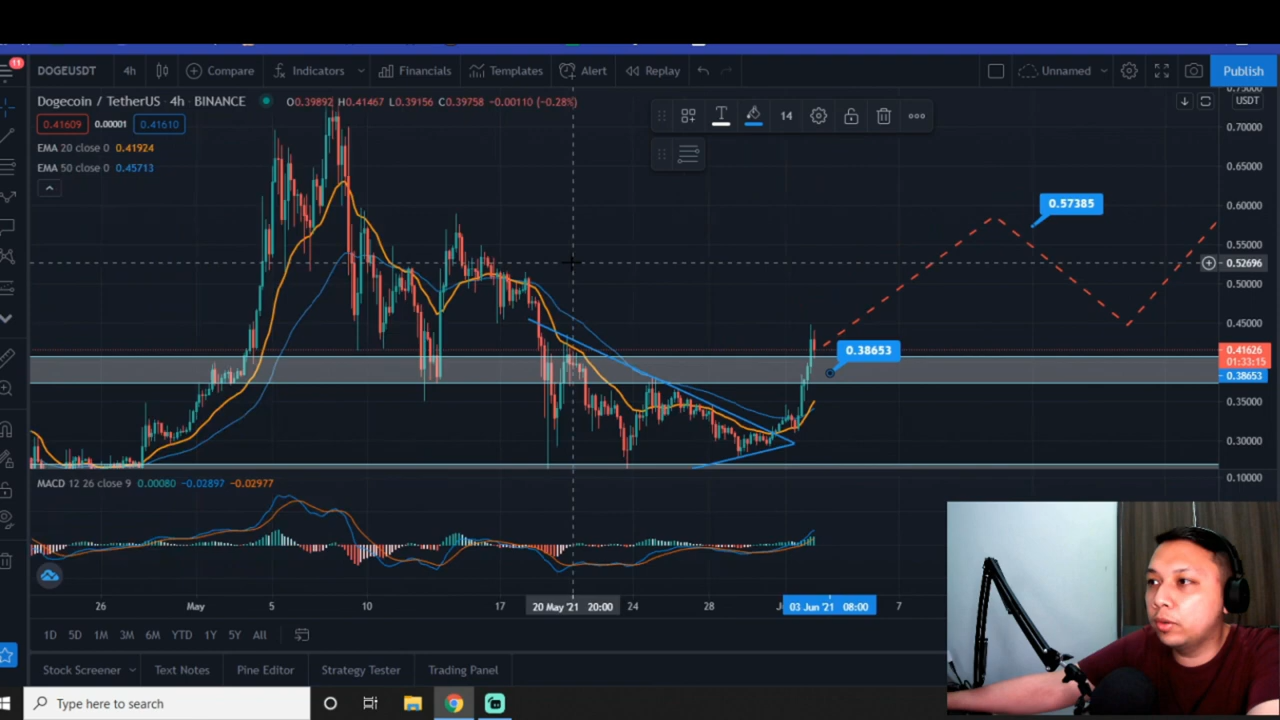 11
DOGEUSDT 4h Compare Indicators Financials Templates Alert Replay Unnamed Publish
Dogecoin / TetherUS · 4h · BINANCE O0.39892 H0.41467 L0.39156 C0.39758 -0.00110 (-0.28%)
USDT
0.41609 0.00001 0.41610
14
EMA 20 close 0 0.41924
EMA 50 close 0 0.45713
0.70000
0.65000
0.60000
0.57385
0.55000
0.52696
0.50000
0.45000
0.38653
0.41626
01:33:15
0.38653
0.35000
0.30000
0.10000
MACD 12 26 close 9 0.00080 -0.02897 -0.02977
26 May 5 10 17 20 May '21 20:00 24 28 03 Jun '21 08:00 7
1D 5D 1M 3M 6M YTD 1Y 5Y All
Stock Screener Text Notes Pine Editor Strategy Tester Trading Panel
Type here to search